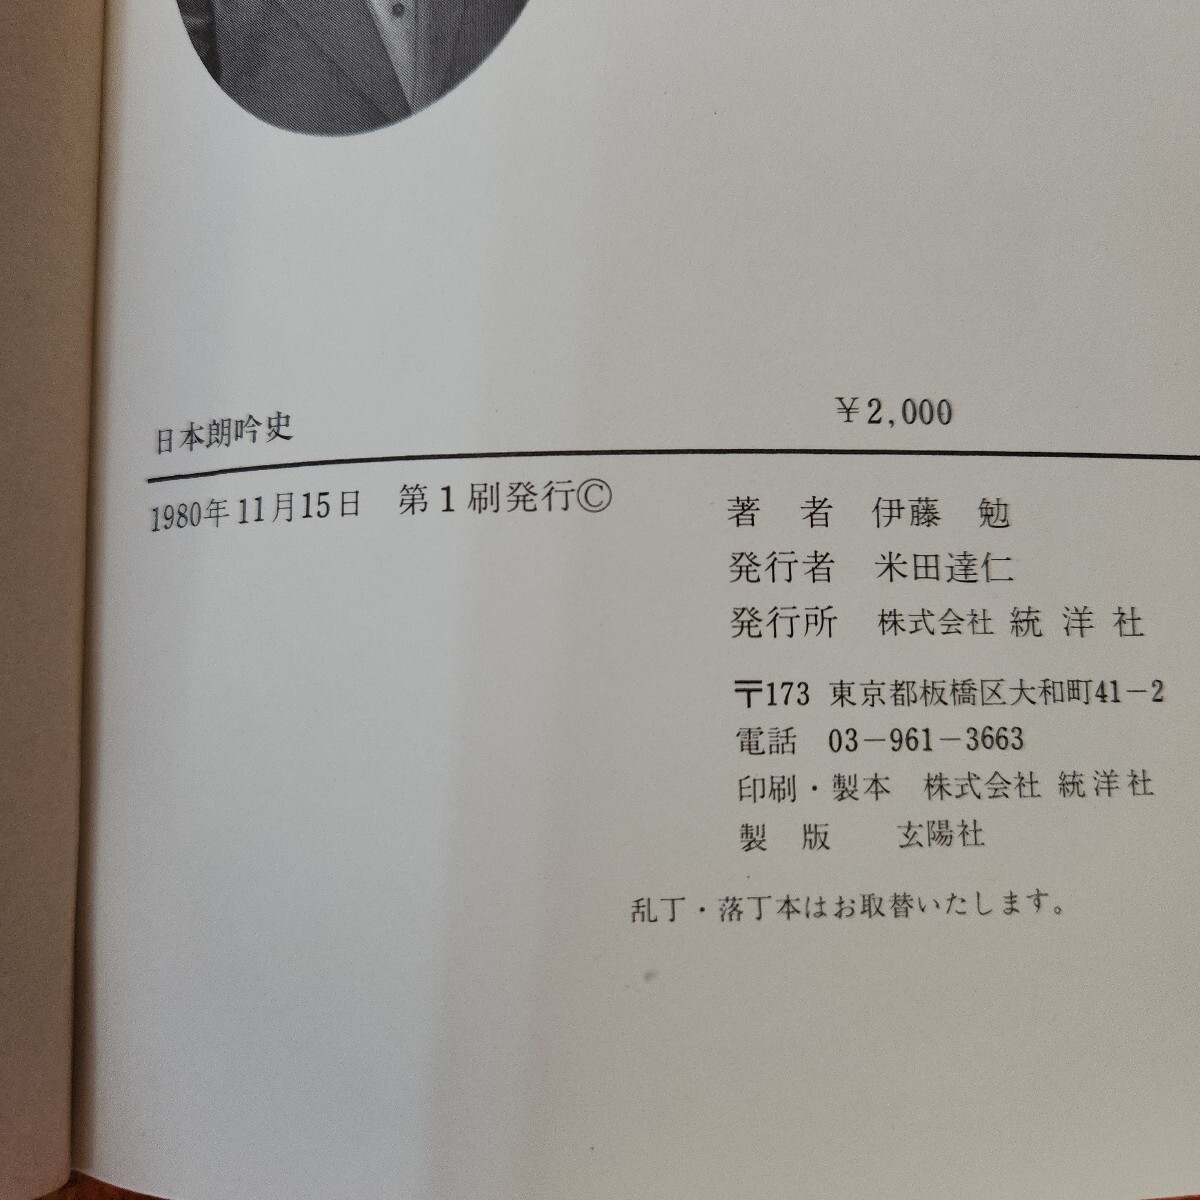 日本朗吟史
¥2,000
1980年11月15日 第1刷発行©
著 者 伊藤 勉
発行者 米田達仁
発行所 株式会社 統洋社
〒173 東京都板橋区大和町41-2
電話 03-961-3663
印刷・製本 株式会社 統洋社
製 版 玄陽社
乱丁・落丁本はお取替いたします。